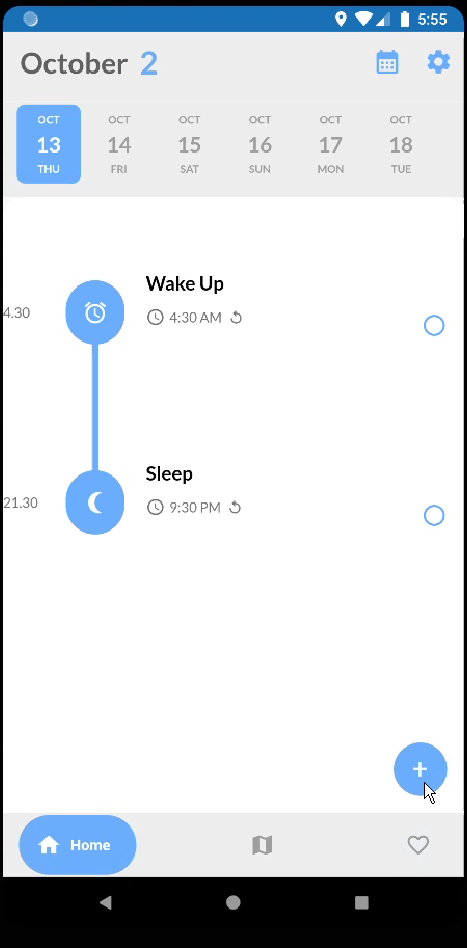 5:55
October 2
OCT OCT OCT OCT OCT OCT
13 14 15 16 17 18
THU FRI SAT SUN MON TUE
Wake Up
4.30
4:30 AM
Sleep
21.30
9:30 PM
+
Home